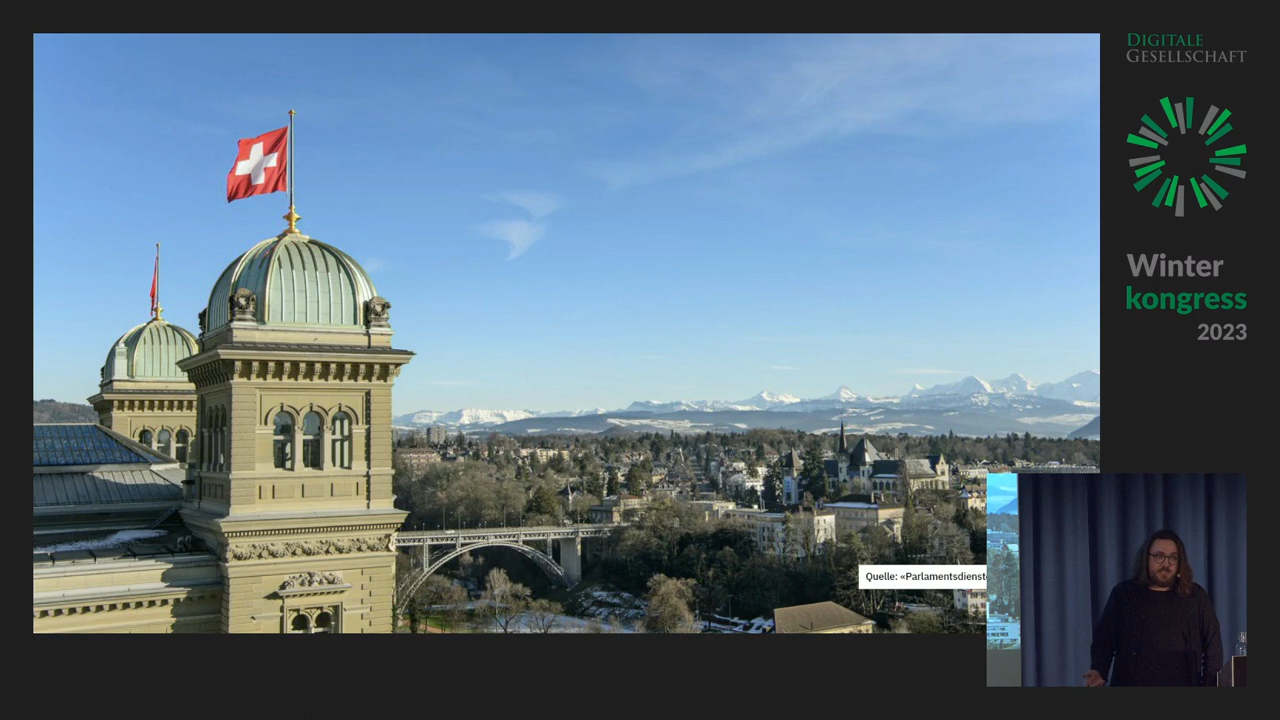 DIGITALE
GESELLSCHAFT
Winter
kongress
2023
Quelle: «Parlamentsdienst